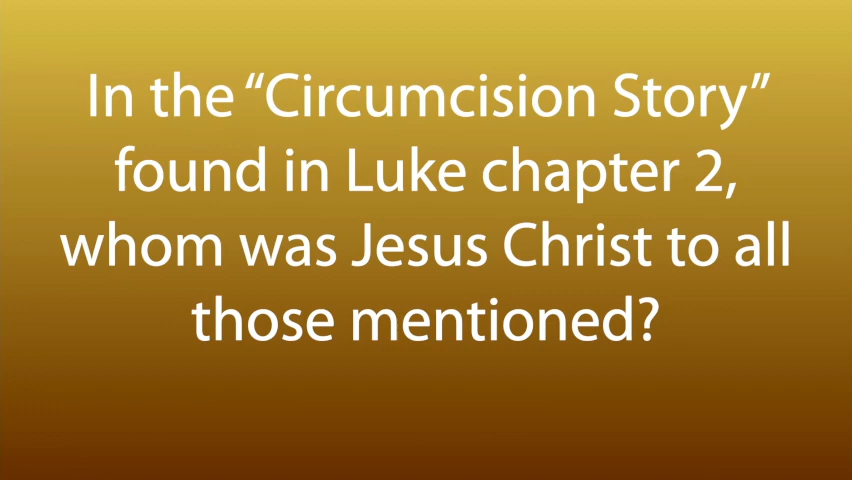 In the “Circumcision Story”
found in Luke chapter 2,
whom was Jesus Christ to all
those mentioned?